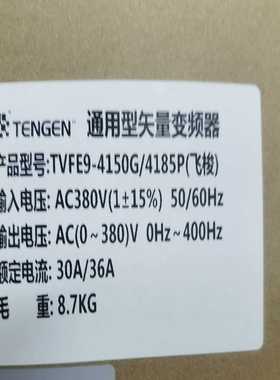 TENGEN™ 通用型矢量变频器
产品型号:TVFE9-4150G/4185P(飞梭)
输入电压: AC380V(1±15%) 50/60Hz
输出电压: AC(0~380)V 0Hz~400Hz
额定电流: 30A/36A
毛 重: 8.7KG